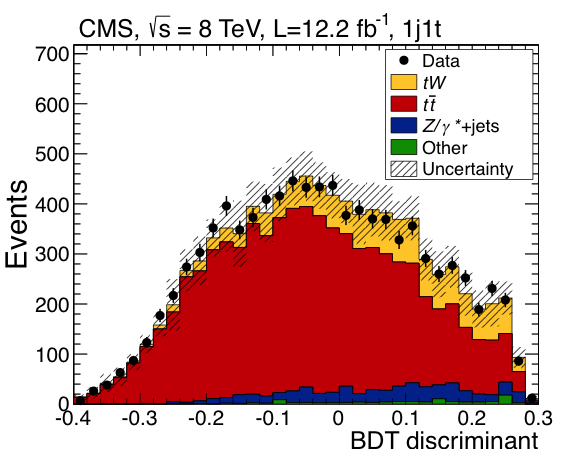 CMS, √s = 8 TeV, L=12.2 fb⁻¹, 1j1t
Events
700
600
500
400
300
200
100
0
Data
tW
tt̄
Z/γ*+jets
Other
Uncertainty
-0.4 -0.3 -0.2 -0.1 0 0.1 0.2 0.3
BDT discriminant